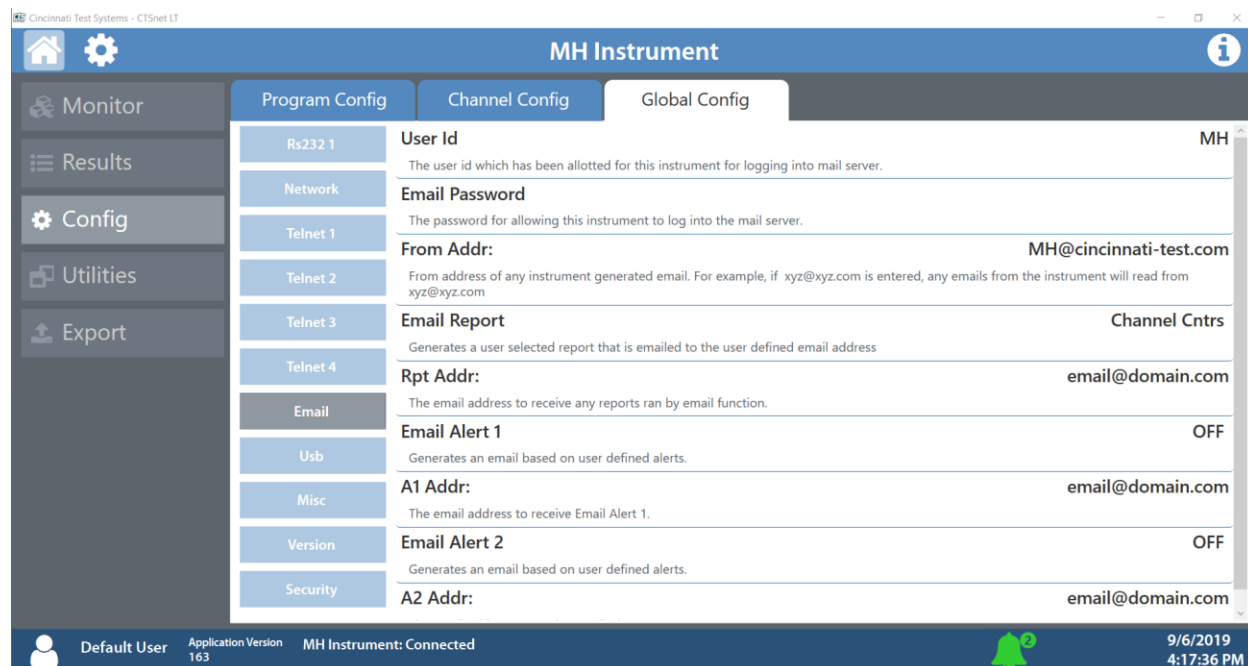 Cincinnati Test Systems - CTSnet LT
MH Instrument
Monitor
Results
Config
Utilities
Export
Program Config
Channel Config
Global Config
Rs232 1
Network
Telnet 1
Telnet 2
Telnet 3
Telnet 4
Email
Usb
Misc
Version
Security
User Id MH
The user id which has been allotted for this instrument for logging into mail server.
Email Password
The password for allowing this instrument to log into the mail server.
From Addr: MH@cincinnati-test.com
From address of any instrument generated email. For example, if xyz@xyz.com is entered, any emails from the instrument will read from
xyz@xyz.com
Email Report Channel Cntrs
Generates a user selected report that is emailed to the user defined email address
Rpt Addr: email@domain.com
The email address to receive any reports ran by email function.
Email Alert 1 OFF
Generates an email based on user defined alerts.
A1 Addr: email@domain.com
The email address to receive Email Alert 1.
Email Alert 2 OFF
Generates an email based on user defined alerts.
A2 Addr: email@domain.com
Default User
Application Version
163
MH Instrument: Connected
2
9/6/2019
4:17:36 PM